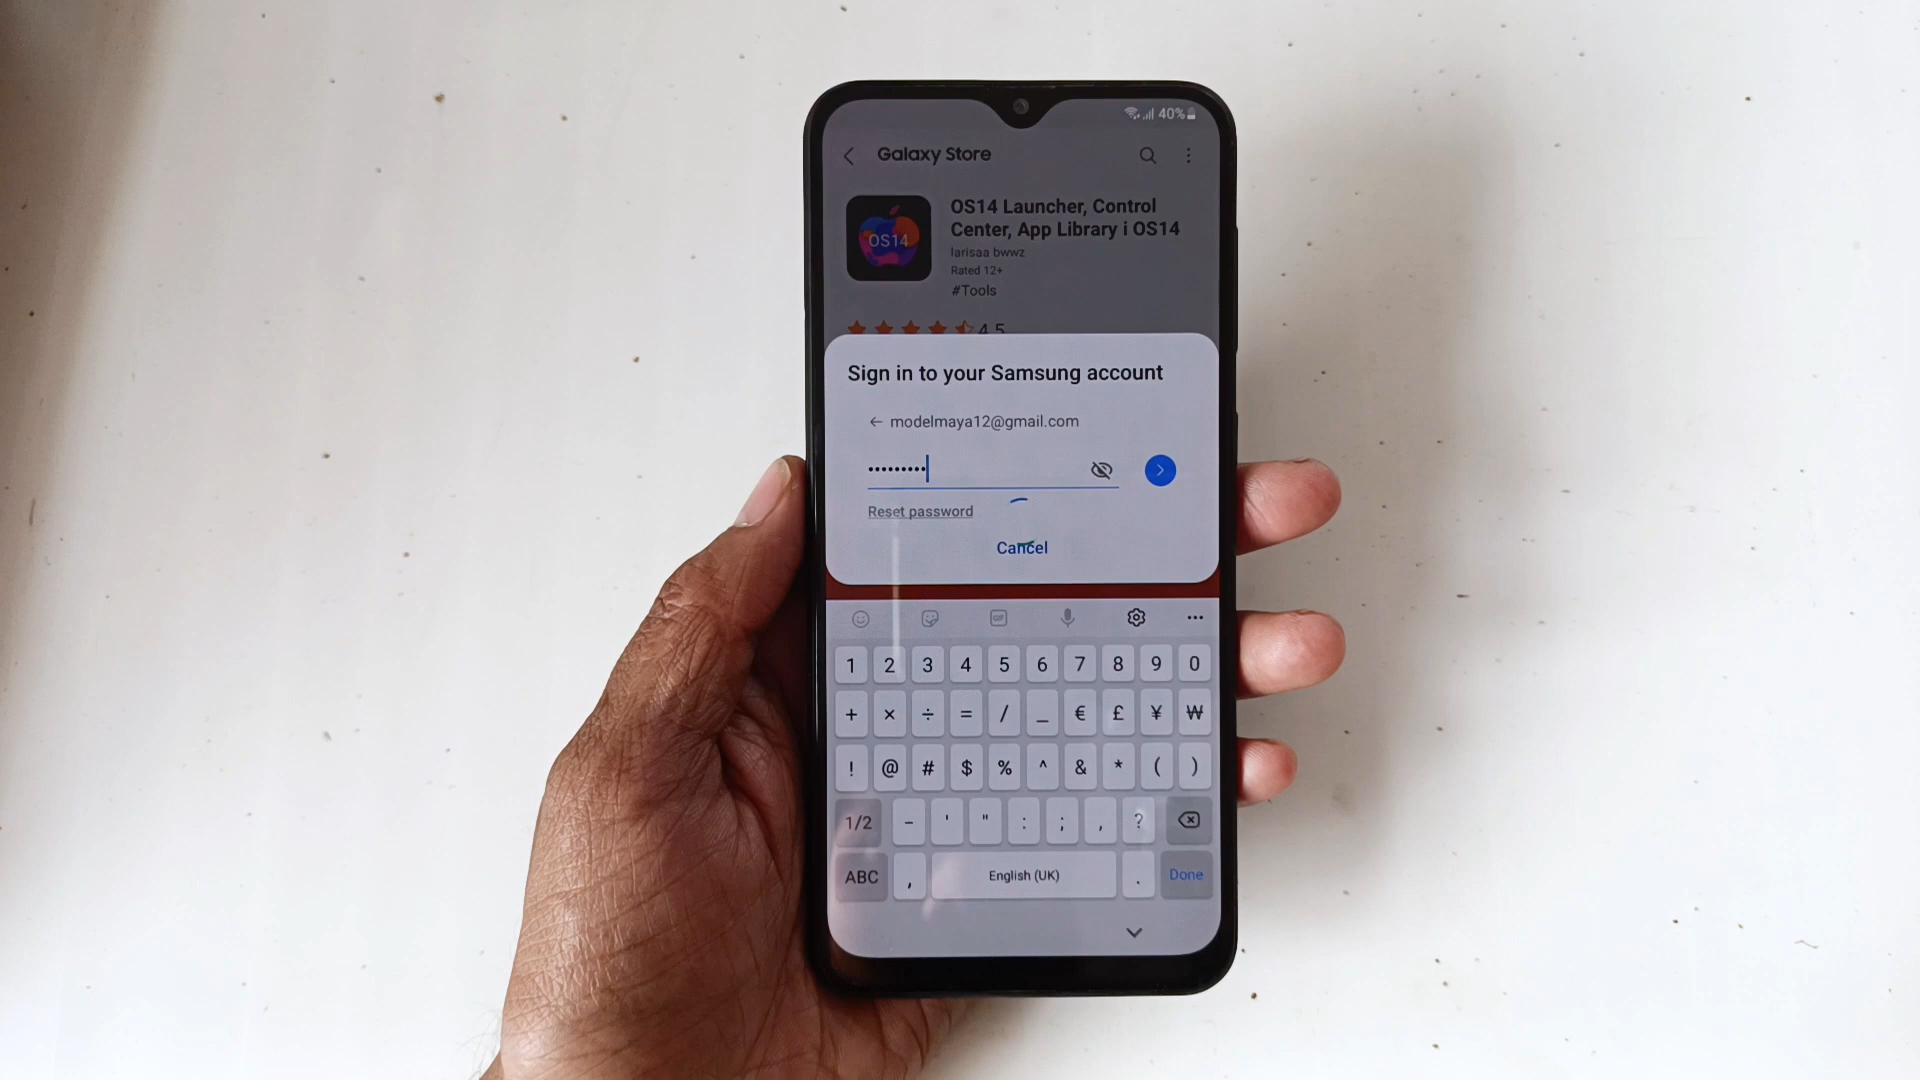 40%
Galaxy Store
OS14
OS14 Launcher, Control
Center, App Library i OS14
larisaa bwwz
Rated 12+
#Tools
4.5
Sign in to your Samsung account
modelmaya12@gmail.com
•••••••••
Reset password
Cancel
GIF
1 2 3 4 5 6 7 8 9 0
+ × ÷ = / _ € £ ¥ ₩
! @ # $ % ^ & * ( )
1/2 - ' " : ; , ?
ABC , English (UK) . Done